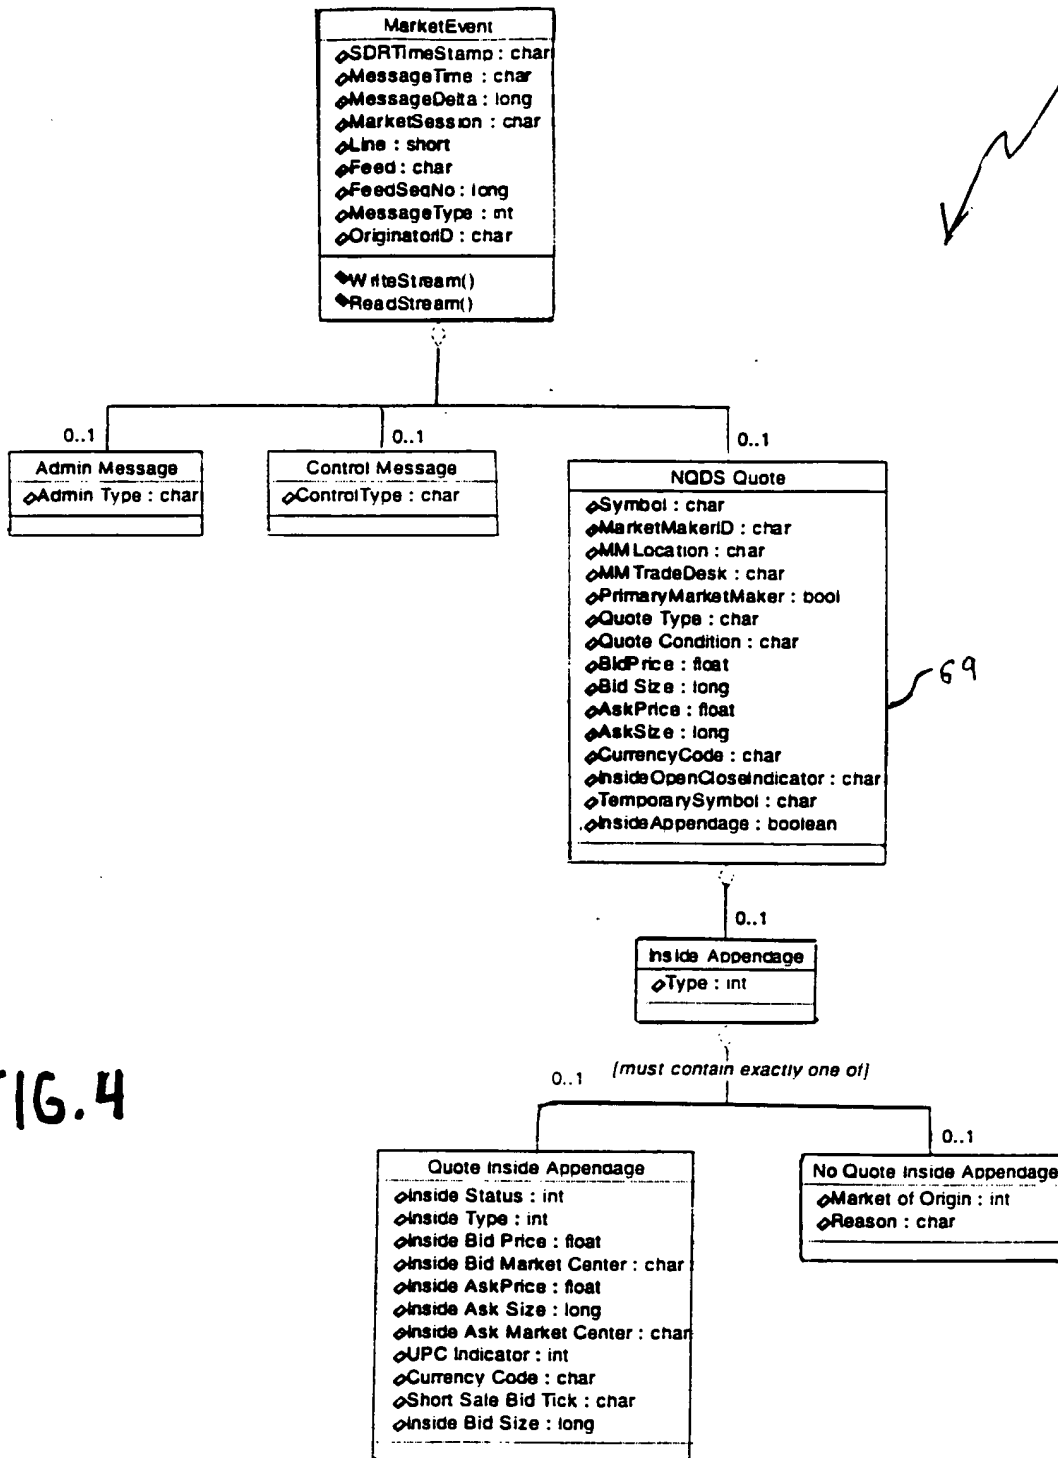 MarketEvent
SDRTimeStamp : char
MessageTime : char
MessageDelta : long
MarketSession : char
Line : short
Feed : char
FeedSeqNo : long
MessageType : int
OriginatorID : char
WriteStream()
ReadStream()
0..1
0..1
0..1
Admin Message
Admin Type : char
Control Message
ControlType : char
NQDS Quote
Symbol : char
MarketMakerID : char
MM Location : char
MM TradeDesk : char
PrimaryMarketMaker : bool
Quote Type : char
Quote Condition : char
BidPrice : float
Bid Size : long
AskPrice : float
AskSize : long
CurrencyCode : char
InsideOpenCloseIndicator : char
TemporarySymbol : char
InsideAppendage : boolean
69
0..1
Inside Appendage
Type : int
0..1
[must contain exactly one of]
0..1
FIG.4
Quote Inside Appendage
Inside Status : int
Inside Type : int
Inside Bid Price : float
Inside Bid Market Center : char
Inside AskPrice : float
Inside Ask Size : long
Inside Ask Market Center : char
UPC Indicator : int
Currency Code : char
Short Sale Bid Tick : char
Inside Bid Size : long
No Quote Inside Appendage
Market of Origin : int
Reason : char